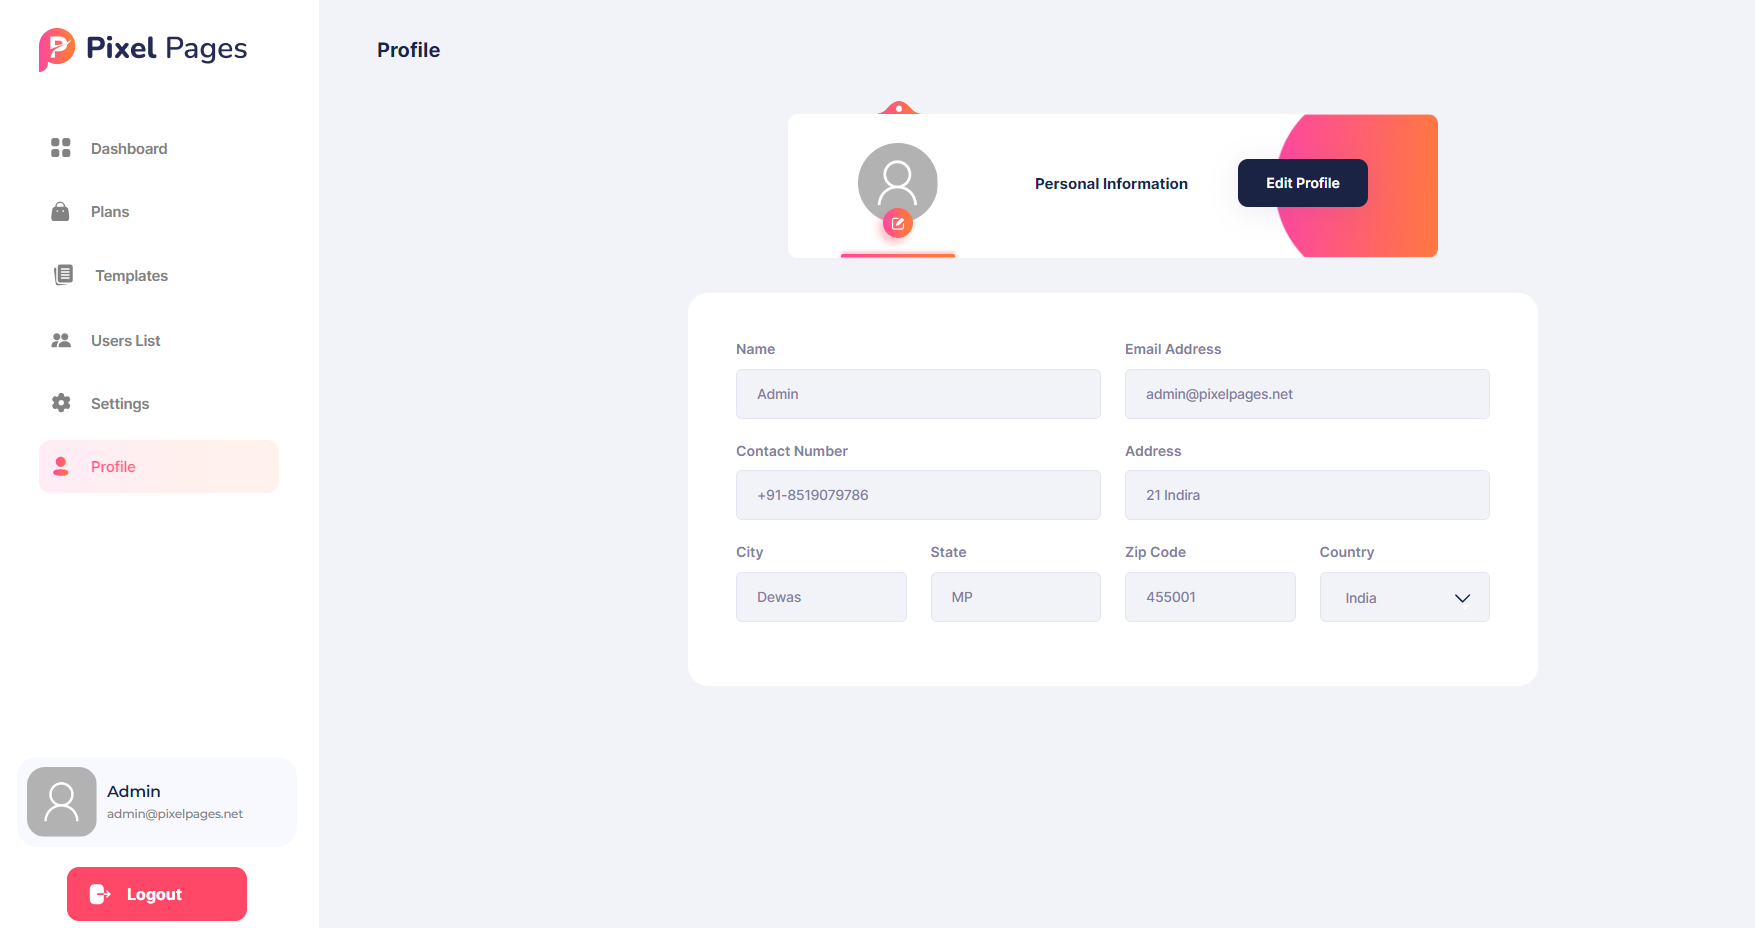 Pixel Pages
Dashboard
Plans
Templates
Users List
Settings
Profile
Admin
admin@pixelpages.net
Logout
Profile
Personal Information
Edit Profile
Name
Email Address
Admin
admin@pixelpages.net
Contact Number
Address
+91-8519079786
21 Indira
City
State
Zip Code
Country
Dewas
MP
455001
India